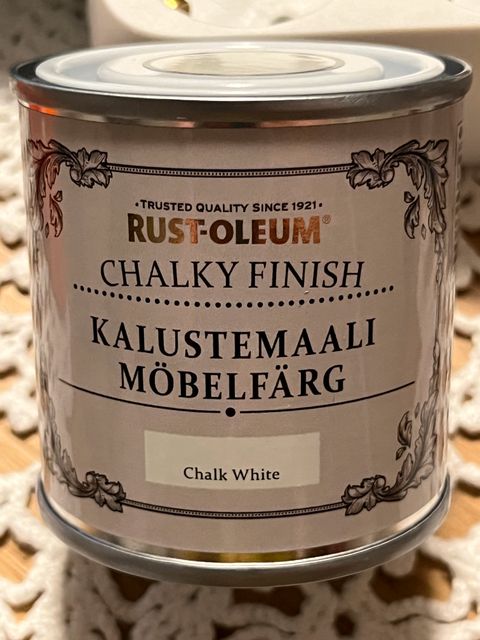 • TRUSTED QUALITY SINCE 1921 •
RUST-OLEUM®
CHALKY FINISH
KALUSTEMAALI
MÖBELFÄRG
Chalk White